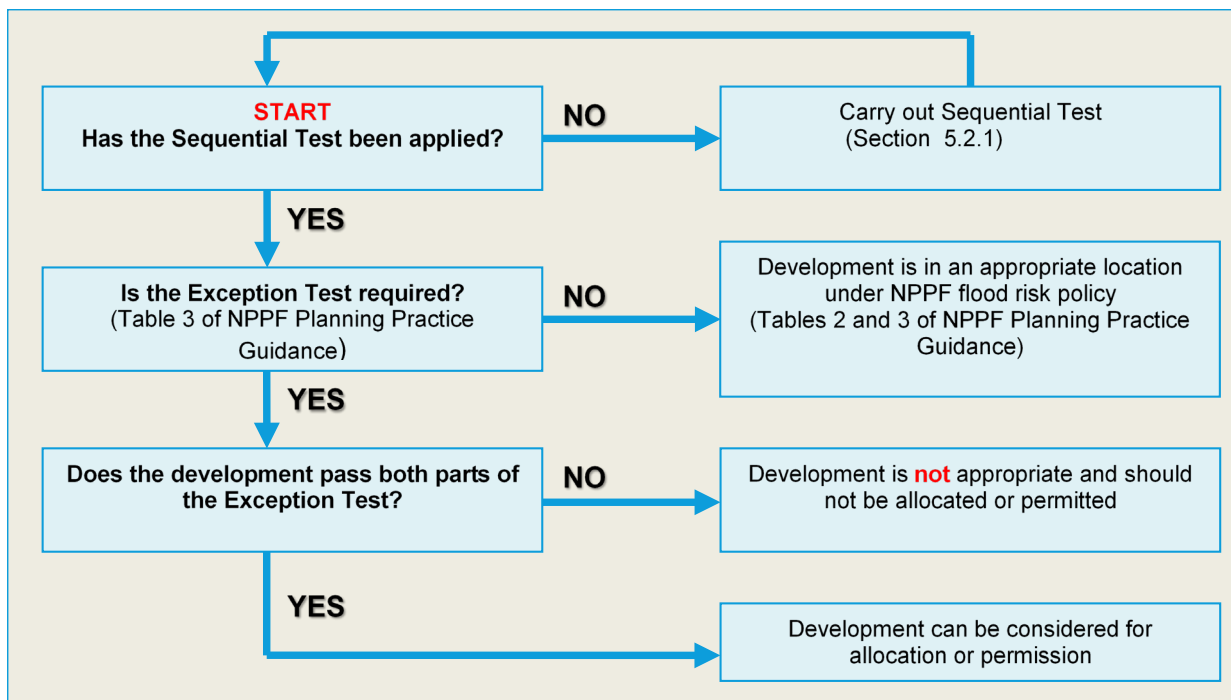 START
Has the Sequential Test been applied?
NO
Carry out Sequential Test
(Section 5.2.1)
YES
Is the Exception Test required?
(Table 3 of NPPF Planning Practice
Guidance)
NO
Development is in an appropriate location
under NPPF flood risk policy
(Tables 2 and 3 of NPPF Planning Practice
Guidance)
YES
Does the development pass both parts of
the Exception Test?
NO
Development is not appropriate and should
not be allocated or permitted
YES
Development can be considered for
allocation or permission